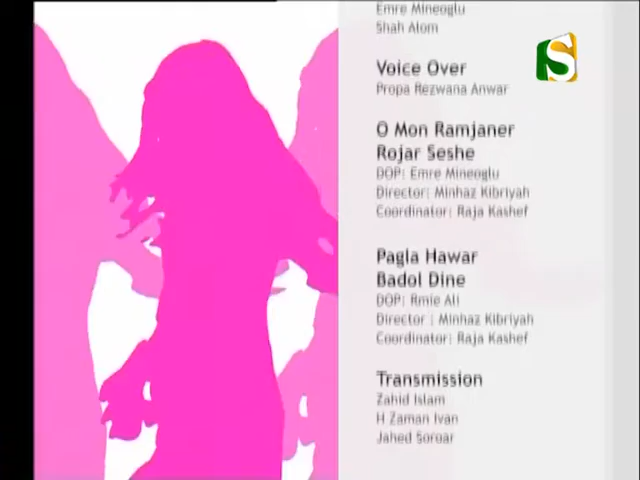 Emre Mineoglu
Shah Alom
S
Voice Over
Propa Rezwana Anwar
O Mon Ramjaner
Rojar Seshe
DOP: Emre Mineoglu
Director: Minhaz Kibriyah
Coordinator: Raja Kashef
Pagla Hawar
Badol Dine
DOP: Rmie Ali
Director : Minhaz Kibriyah
Coordinator: Raja Kashef
Transmission
Zahid Islam
H Zaman Ivan
Jahed Soroar